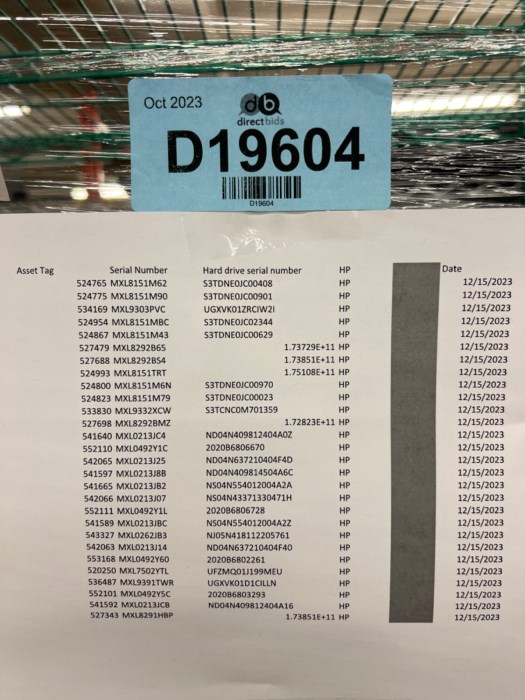 Oct 2023
db
directbids
D19604
D19604
Asset Tag Serial Number Hard drive serial number HP Date
524765 MXL8151M62 S3TDNE0JC00408 HP 12/15/2023
524775 MXL8151M90 S3TDNE0JC00901 HP 12/15/2023
534169 MXL9303PVC UGXVK01ZRCIW2I HP 12/15/2023
524954 MXL8151MBC S3TDNE0JC02344 HP 12/15/2023
524867 MXL8151M43 S3TDNE0JC00629 HP 12/15/2023
527479 MXL8292B65 1.73729E+11 HP 12/15/2023
527688 MXL8292B54 1.73851E+11 HP 12/15/2023
524993 MXL8151TRT 1.75108E+11 HP 12/15/2023
524800 MXL8151M6N S3TDNE0JC00970 HP 12/15/2023
524823 MXL8151M79 S3TDNE0JC00023 HP 12/15/2023
533830 MXL9332XCW S3TCNC0M701359 HP 12/15/2023
527698 MXL8292BMZ 1.72823E+11 HP 12/15/2023
541640 MXL0213JC4 ND04N409812404A0Z HP 12/15/2023
552110 MXL0492Y1C 2020B6806670 HP 12/15/2023
542065 MXL0213J25 ND04N637210404F4D HP 12/15/2023
541597 MXL0213J8B ND04N409814504A6C HP 12/15/2023
541665 MXL0213JB2 NS04N554012004A2A HP 12/15/2023
542066 MXL0213J07 NS04N43371330471H HP 12/15/2023
552111 MXL0492Y1L 2020B6806728 HP 12/15/2023
541589 MXL0213JBC NS04N554012004A2Z HP 12/15/2023
543327 MXL0262JB3 NJ05N418112205761 HP 12/15/2023
542063 MXL0213J14 ND04N637210404F40 HP 12/15/2023
553168 MXL0492Y60 2020B6802261 HP 12/15/2023
520250 MXL7502YTL UFZMQ01J199MEU HP 12/15/2023
536487 MXL9391TWR UGXVK01D1CILLN HP 12/15/2023
552101 MXL0492Y5C 2020B6803293 HP 12/15/2023
541592 MXL0213JCB ND04N409812404A16 HP 12/15/2023
527343 MXL8291HBP 1.73851E+11 HP 12/15/2023